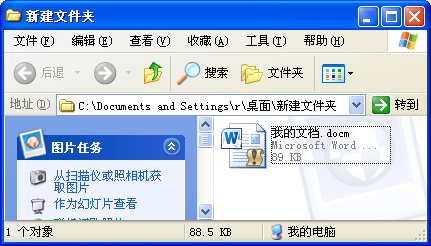 新建文件夹
文件(F) 编辑(E) 查看(V) 收藏(A) 工具(T) 帮助(H)
后退 搜索 文件夹
地址(D) C:\Documents and Settings\r\桌面\新建文件夹 转到
图片任务
从扫描仪或照相机获
取图片
作为幻灯片查看
我的文档.docm
Microsoft Word ...
89 KB
1 个对象 88.5 KB 我的电脑